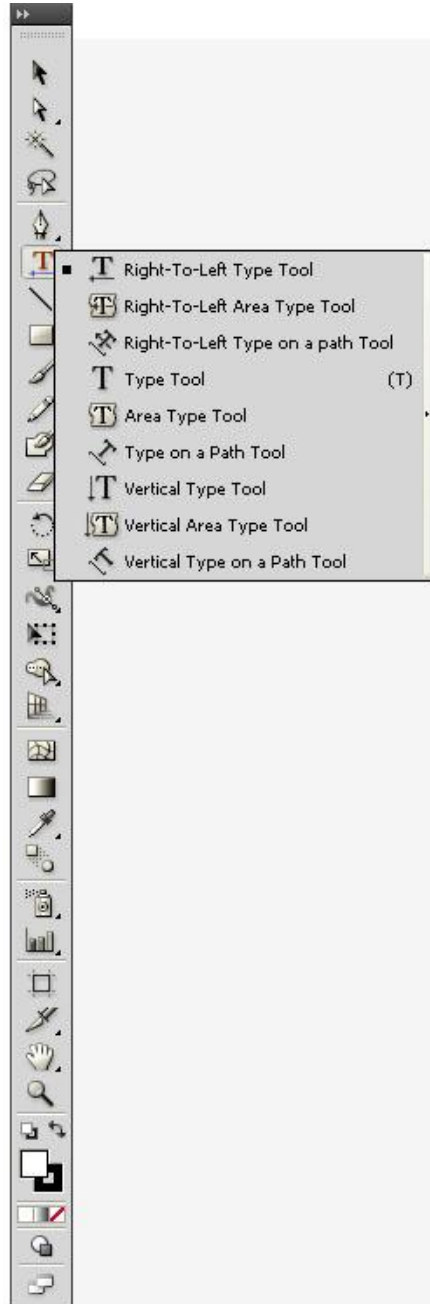 Right-To-Left Type Tool
Right-To-Left Area Type Tool
Right-To-Left Type on a path Tool
Type Tool (T)
Area Type Tool
Type on a Path Tool
Vertical Type Tool
Vertical Area Type Tool
Vertical Type on a Path Tool